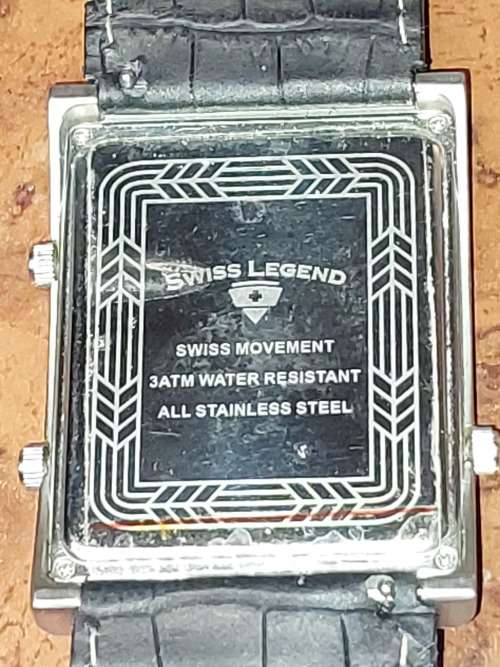 SWISS LEGEND
SWISS MOVEMENT
3ATM WATER RESISTANT
ALL STAINLESS STEEL